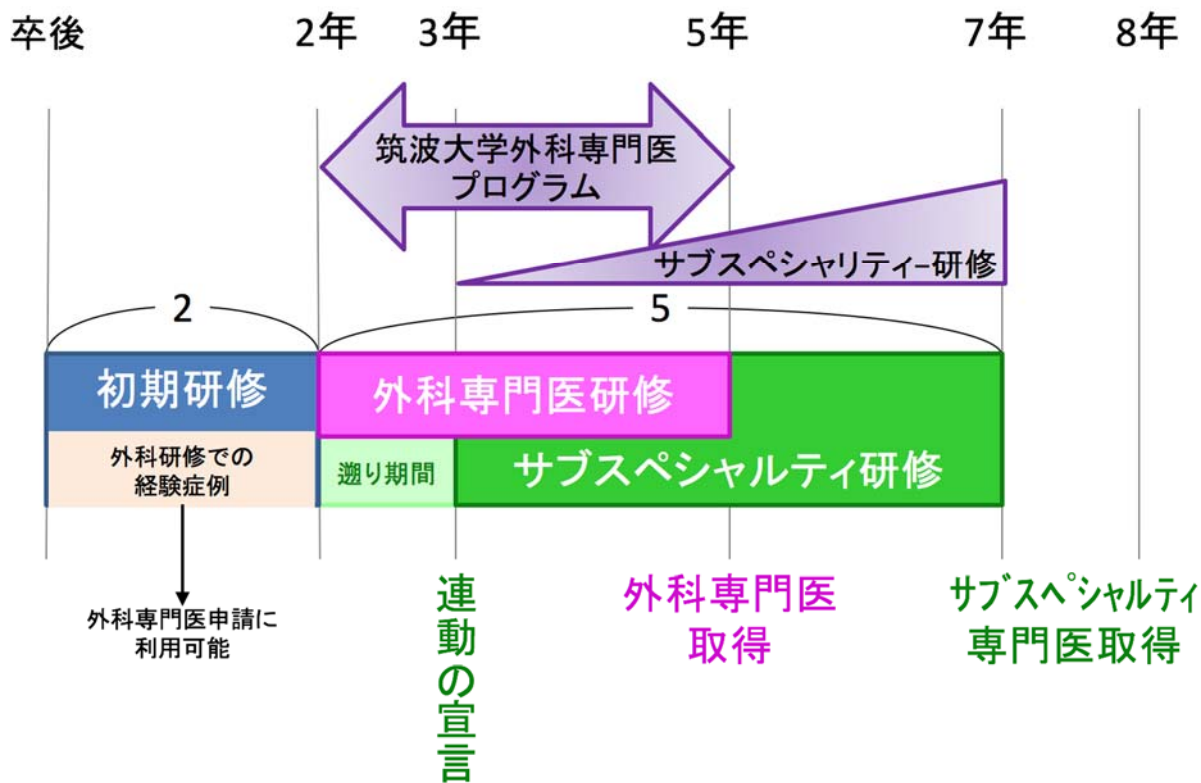 卒後 2年 3年 5年 7年 8年
筑波大学外科専門医
プログラム
サブスペシャリティｰ研修
2 5
初期研修
外科専門医研修
外科研修での
経験症例
遡り期間
サブスペシャルティ研修
外科専門医申請に
利用可能
連動の宣言
外科専門医
取得
サブスペシャルティ
専門医取得